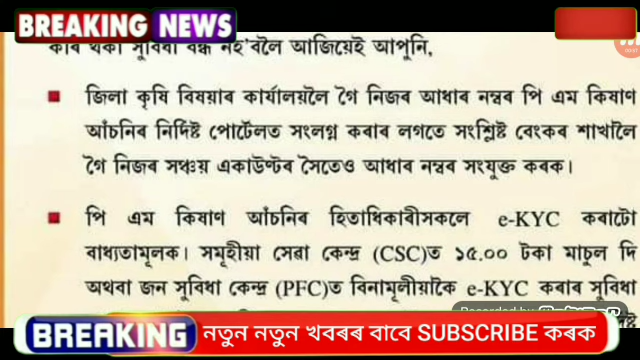 BREAKING NEWS
কাৰ থকা সুবিধা বন্ধ নহ'বলৈ আজিয়েই আপুনি,
জিলা কৃষি বিষয়াৰ কাৰ্যালয়লৈ গৈ নিজৰ আধাৰ নম্বৰ পি এম কিষাণ
আঁচনিৰ নিৰ্দিষ্ট পোৰ্টেলত সংলগ্ন কৰাৰ লগতে সংশ্লিষ্ট বেংকৰ শাখালৈ
গৈ নিজৰ সঞ্চয় একাউণ্টৰ সৈতেও আধাৰ নম্বৰ সংযুক্ত কৰক।
পি এম কিষাণ আঁচনিৰ হিতাধিকাৰীসকলে e-KYC কৰাটো
বাধ্যতামূলক। সমূহীয়া সেৱা কেন্দ্ৰ (CSC)ত ১৫.০০ টকা মাচুল দি
অথবা জন সুবিধা কেন্দ্ৰ (PFC)ত বিনামূলীয়াকৈ e-KYC কৰাৰ সুবিধা
BREAKING নতুন নতুন খবৰৰ বাবে SUBSCRIBE কৰক